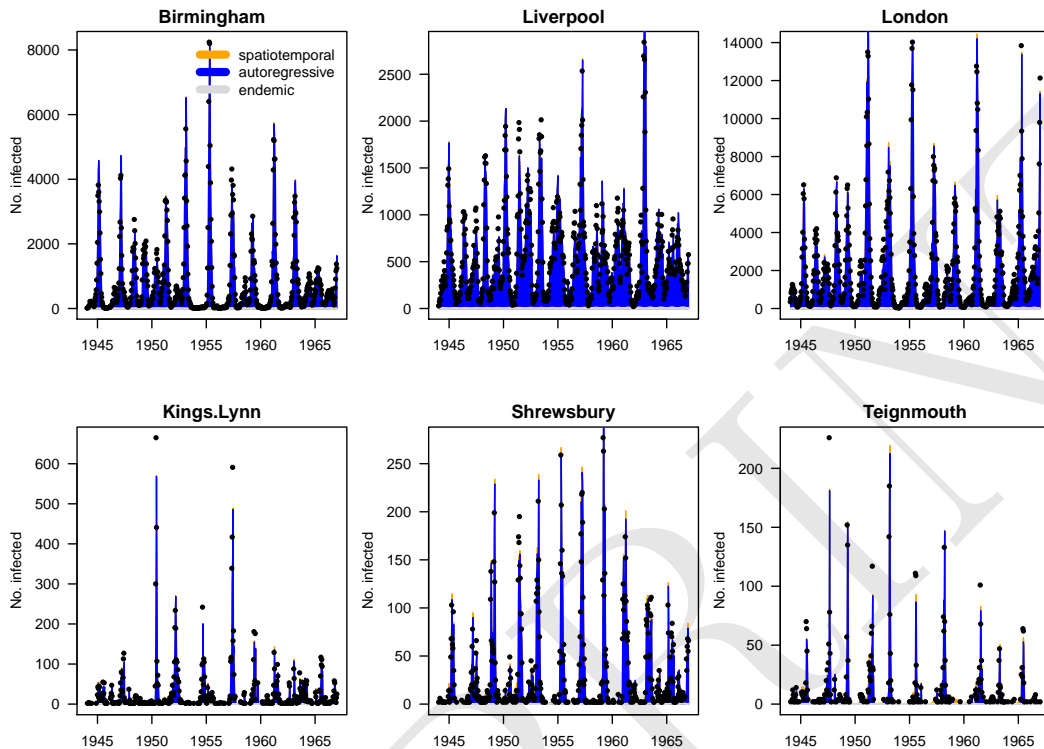 Birmingham
No. infected
8000
6000
4000
2000
0
spatiotemporal
autoregressive
endemic
1945 1950 1955 1960 1965
Liverpool
No. infected
2500
2000
1500
1000
500
0
1945 1950 1955 1960 1965
London
No. infected
14000
12000
10000
8000
6000
4000
2000
0
1945 1950 1955 1960 1965
Kings.Lynn
No. infected
600
500
400
300
200
100
0
1945 1950 1955 1960 1965
Shrewsbury
No. infected
250
200
150
100
50
0
1945 1950 1955 1960 1965
Teignmouth
No. infected
200
150
100
50
0
1945 1950 1955 1960 1965